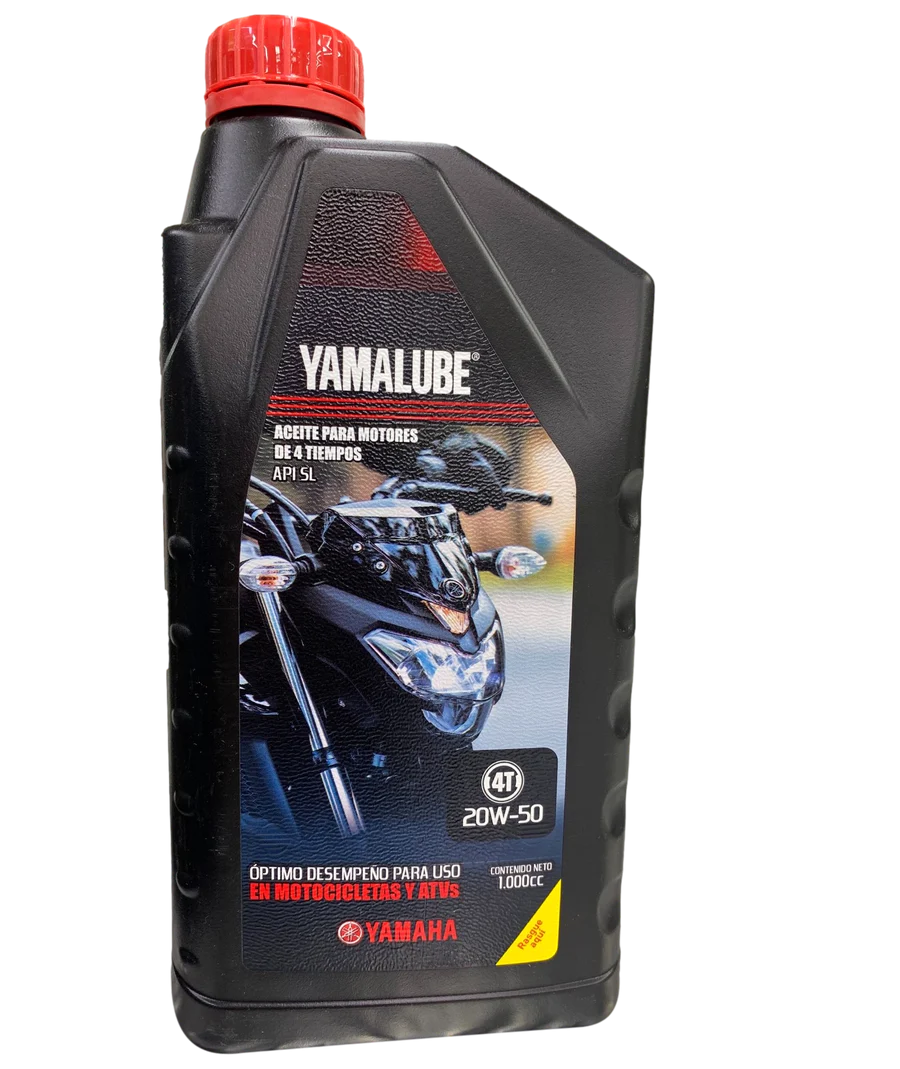 YAMALUBE®
ACEITE PARA MOTORES
DE 4 TIEMPOS
API SL
4T
20W-50
ÓPTIMO DESEMPEÑO PARA USO
EN MOTOCICLETAS Y ATVs
CONTENIDO NETO
1.000CC
YAMAHA
Rasgue
aquí